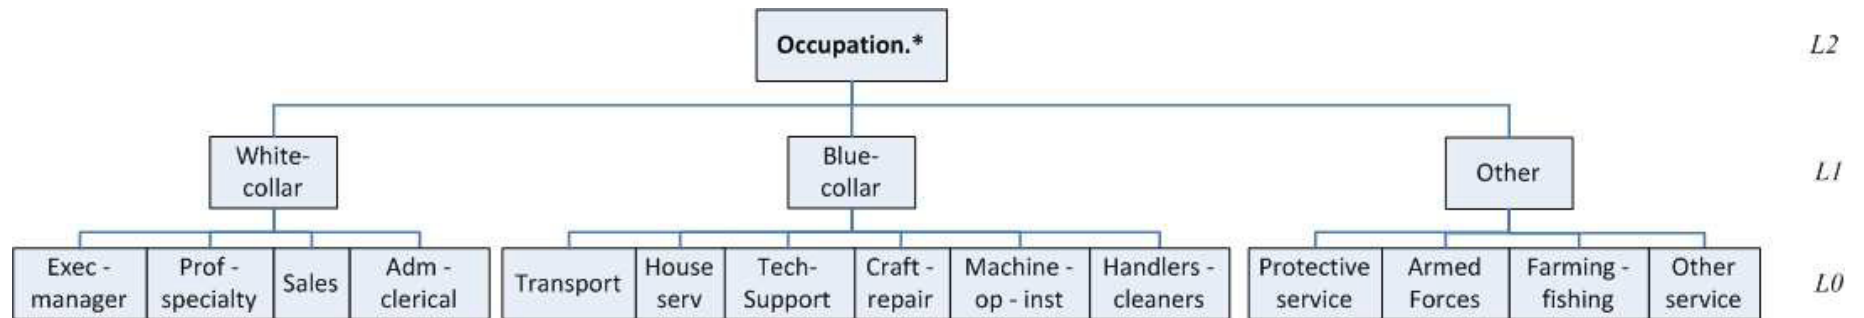 Occupation.*
L2
White-
collar
Blue-
collar
Other
L1
Exec -
manager
Prof -
specialty
Sales
Adm -
clerical
Transport
House
serv
Tech-
Support
Craft -
repair
Machine -
op - inst
Handlers -
cleaners
Protective
service
Armed
Forces
Farming -
fishing
Other
service
L0